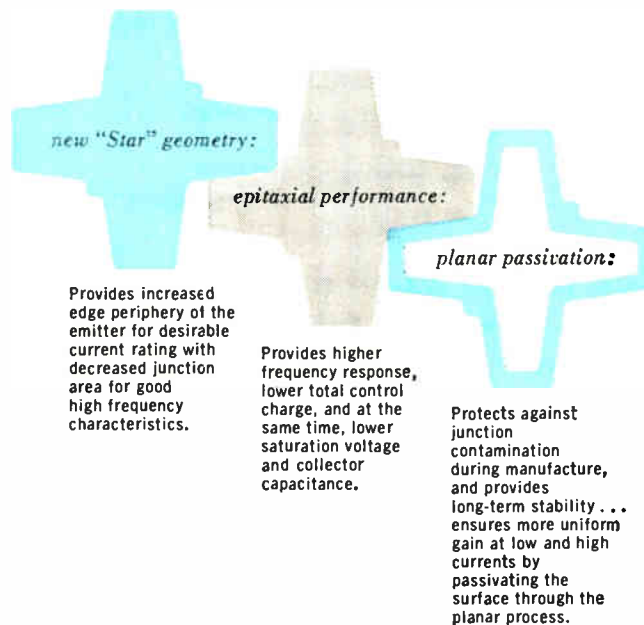 new "Star" geometry:
Provides increased
edge periphery of the
emitter for desirable
current rating with
decreased junction
area for good
high frequency
characteristics.
epitaxial performance:
Provides higher
frequency response,
lower total control
charge, and at the
same time, lower
saturation voltage
and collector
capacitance.
planar passivation:
Protects against
junction
contamination
during manufacture,
and provides
long-term stability...
ensures more uniform
gain at low and high
currents by
passivating the
surface through the
planar process.